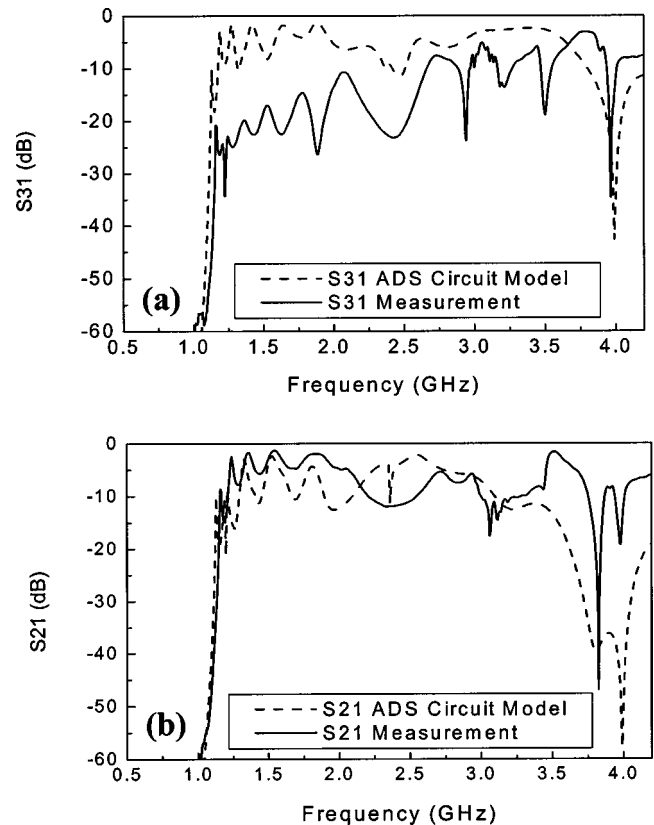 0
-10
-20
-30
-40
-50
-60
S31 (dB)
(a)
S31 ADS Circuit Model
S31 Measurement
0.5 1.0 1.5 2.0 2.5 3.0 3.5 4.0
Frequency (GHz)
0
-10
-20
-30
-40
-50
-60
S21 (dB)
(b)
S21 ADS Circuit Model
S21 Measurement
0.5 1.0 1.5 2.0 2.5 3.0 3.5 4.0
Frequency (GHz)